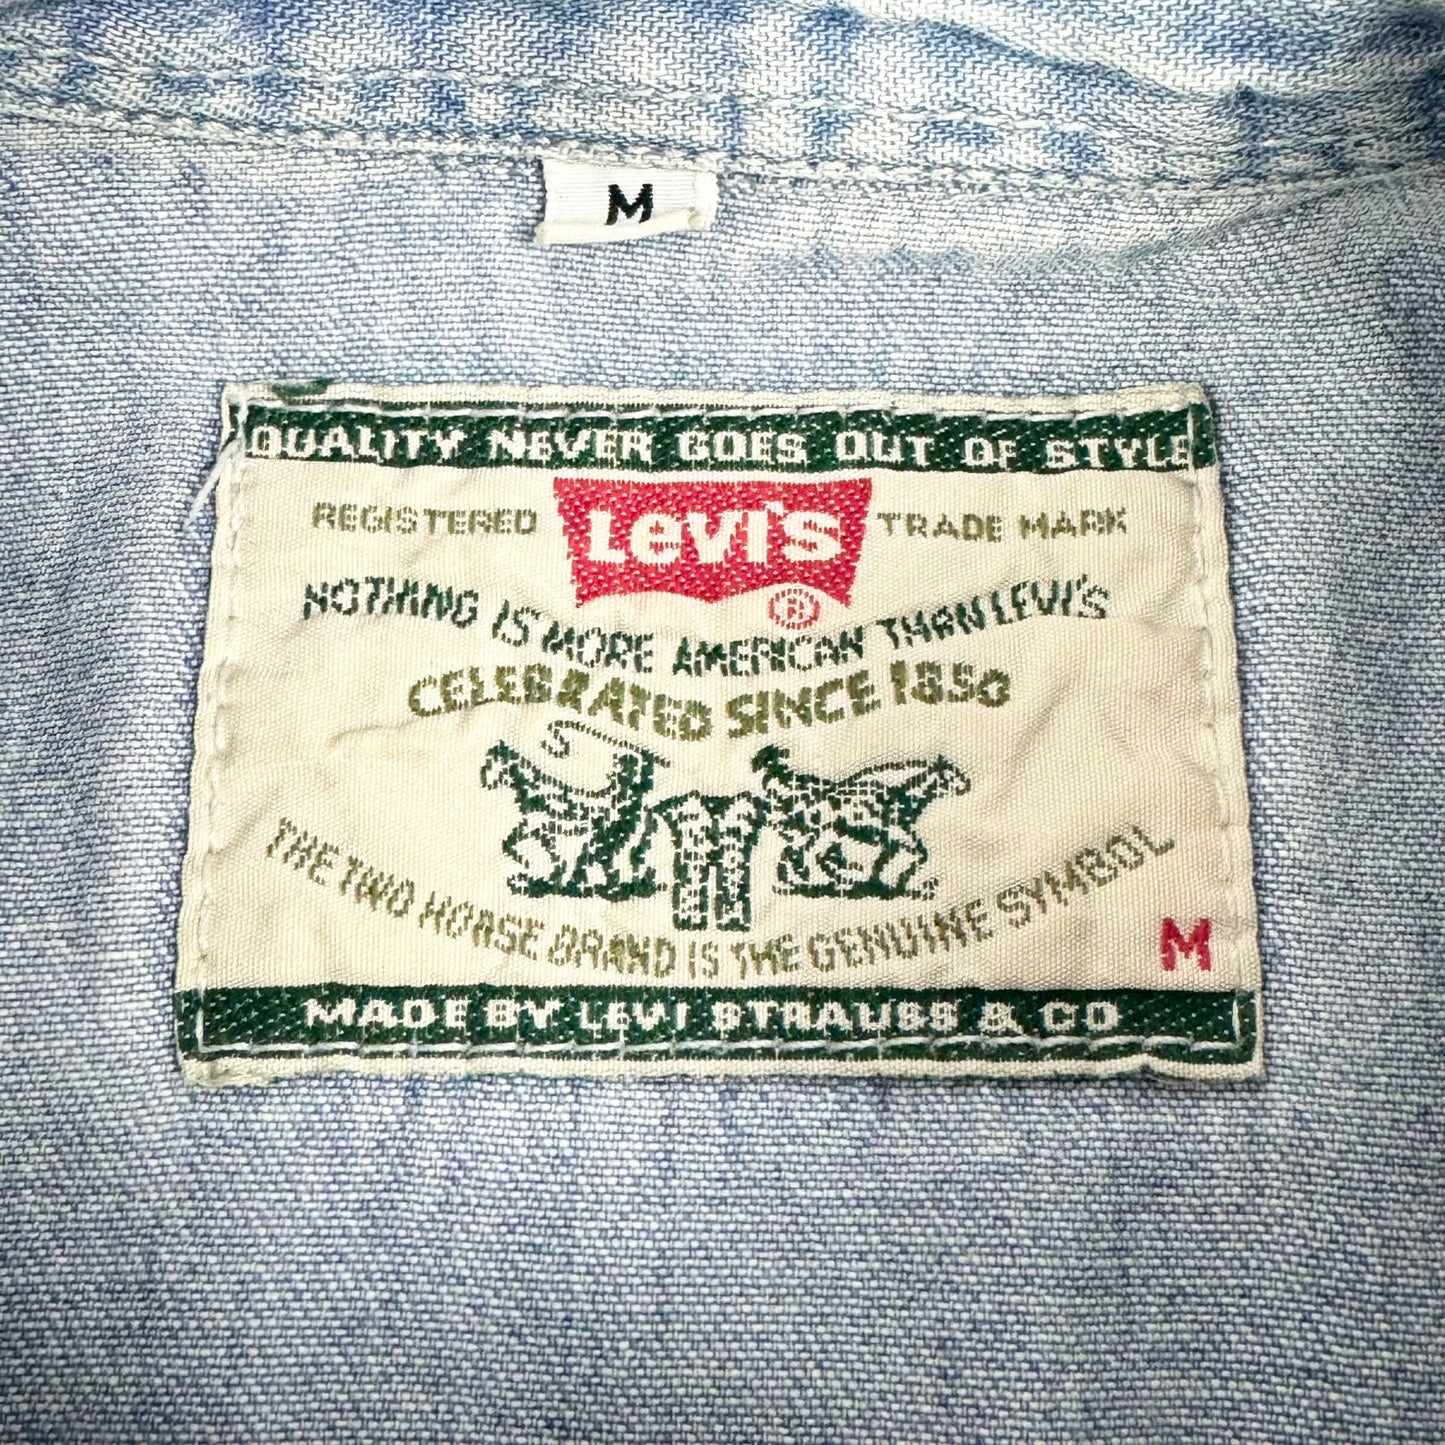 M
QUALITY NEVER GOES OUT OF STYLE
REGISTERED Levi's ® TRADE MARK
NOTHING IS MORE AMERICAN THAN LEVI'S
CELEBRATED SINCE 1850
THE TWO HORSE BRAND IS THE GENUINE SYMBOL
M
MADE BY LEVI STRAUSS & CO